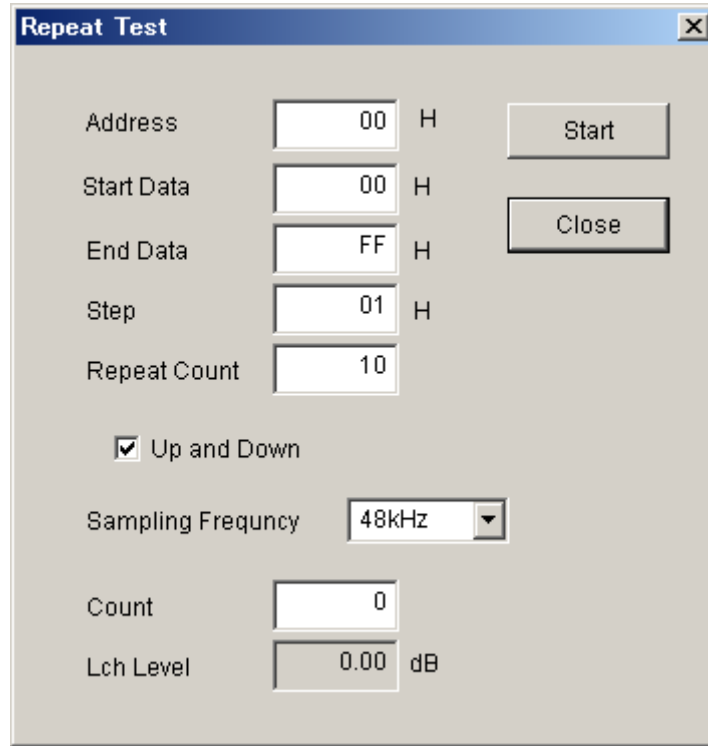 Repeat Test
Address 00 H Start
Start Data 00 H
End Data FF H Close
Step 01 H
Repeat Count 10
Up and Down
Sampling Frequncy 48kHz
Count 0
Lch Level 0.00 dB